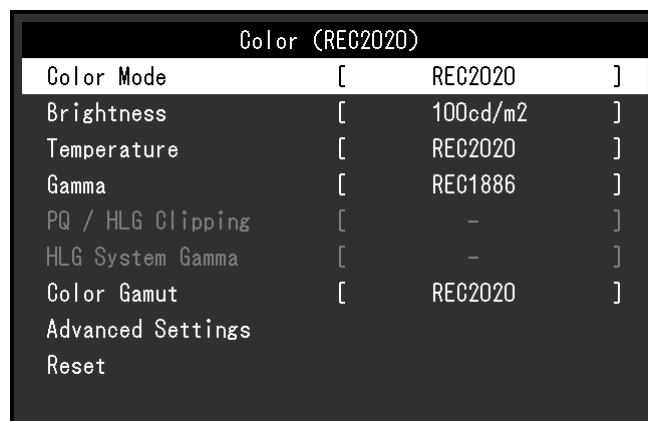 Color (REC2020)
Color Mode [ REC2020 ]
Brightness [ 100cd/m2 ]
Temperature [ REC2020 ]
Gamma [ REC1886 ]
PQ / HLG Clipping [ - ]
HLG System Gamma [ - ]
Color Gamut [ REC2020 ]
Advanced Settings
Reset